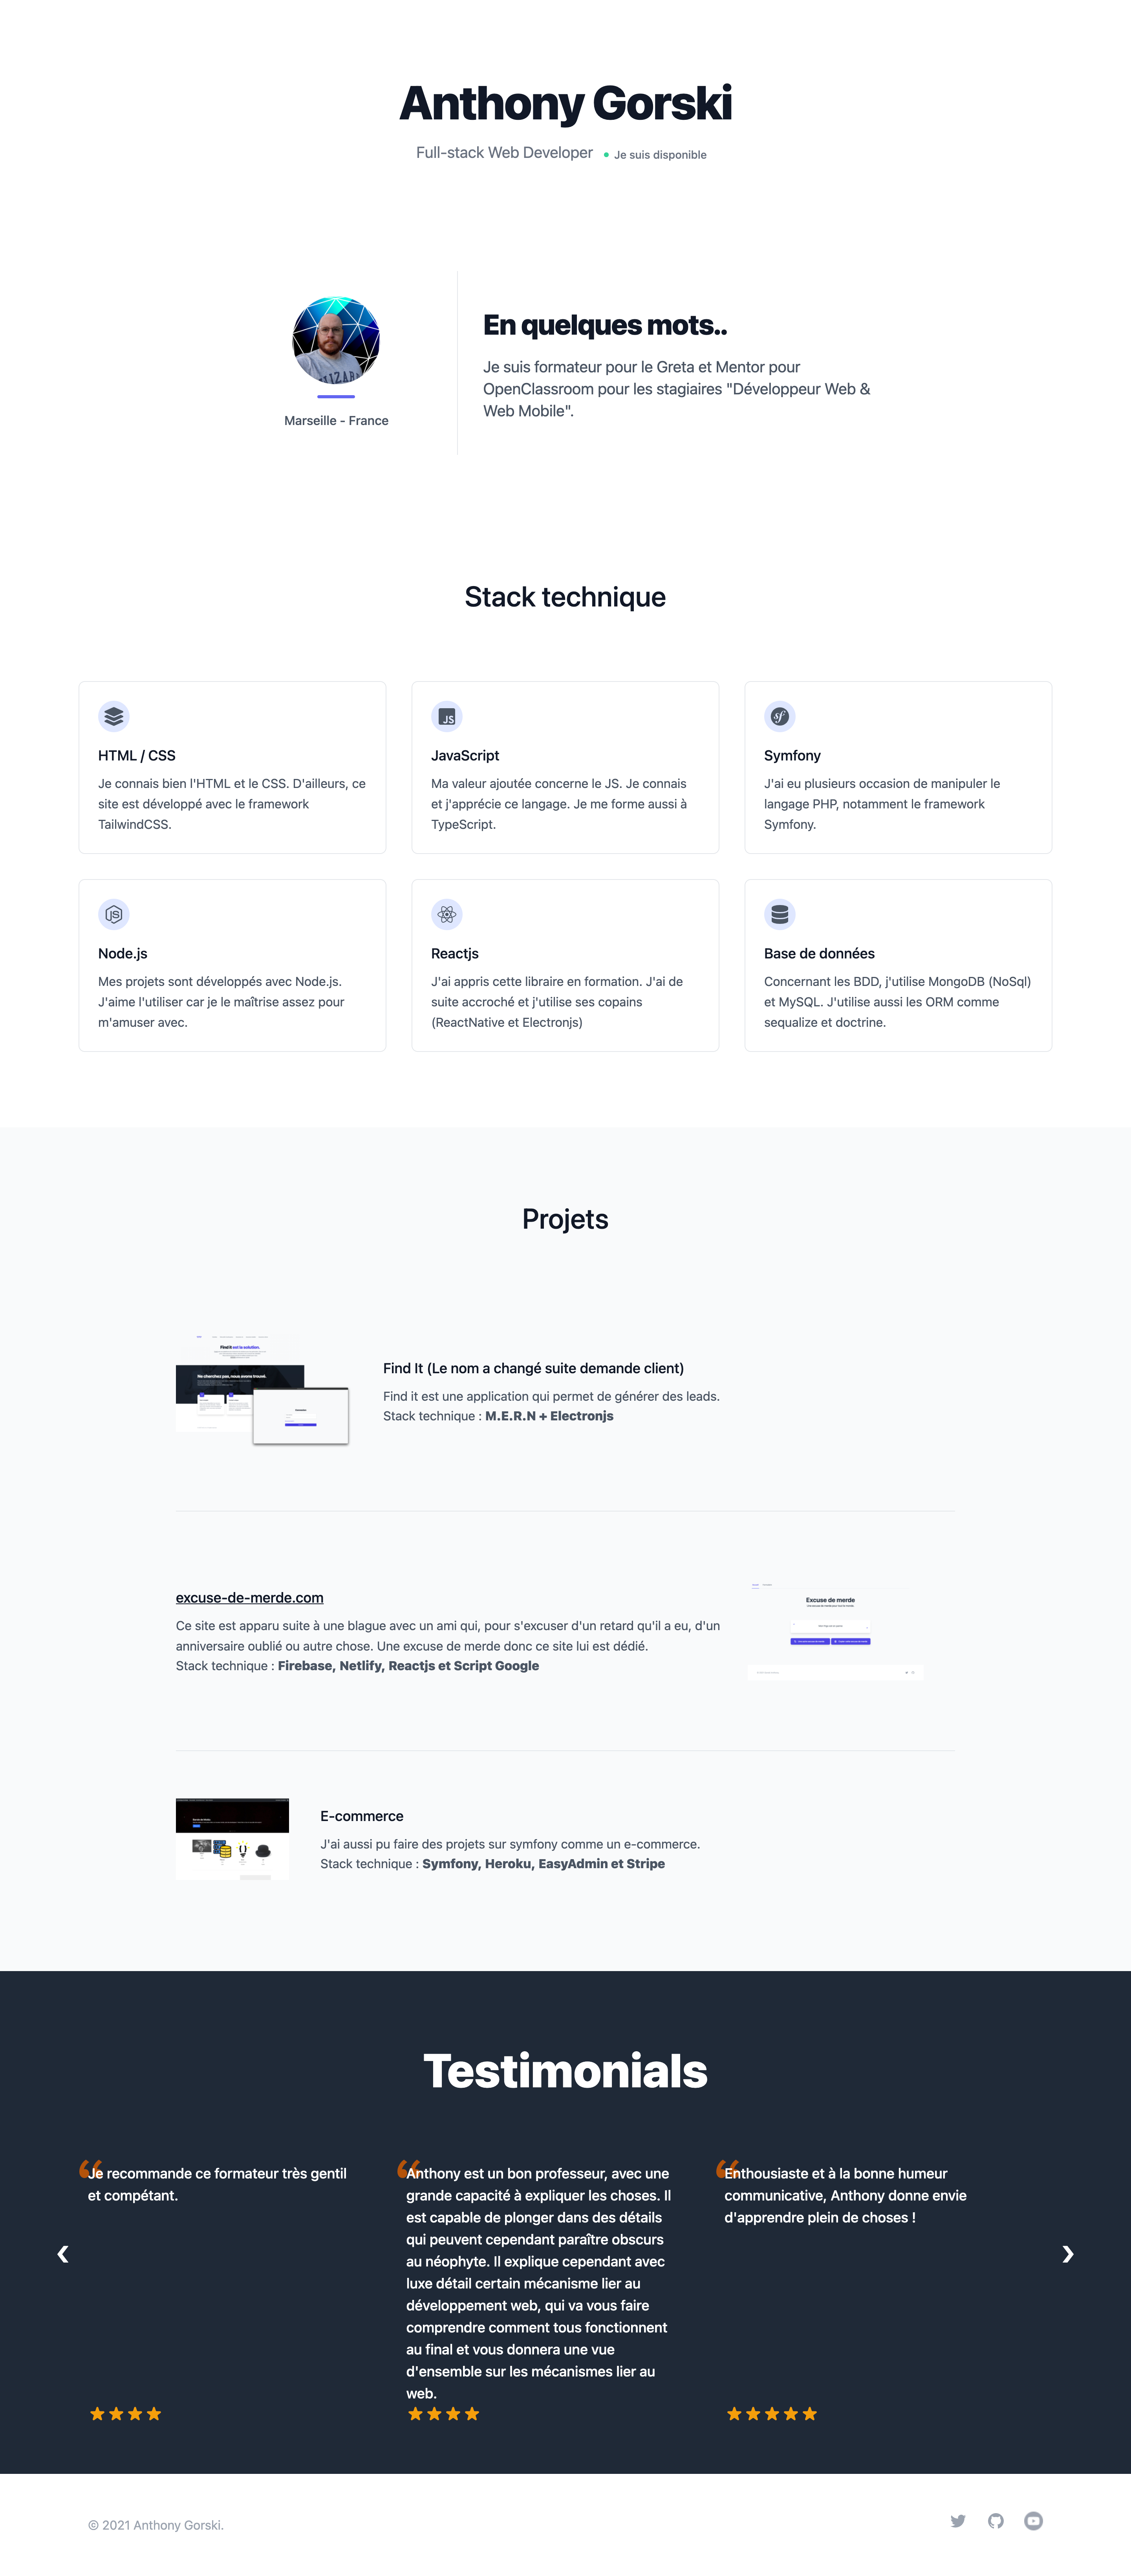 Anthony Gorski
Full-stack Web Developer
Je suis disponible
Marseille - France
En quelques mots..
Je suis formateur pour le Greta et Mentor pour
OpenClassroom pour les stagiaires "Développeur Web &
Web Mobile".
Stack technique
HTML / CSS
Je connais bien l'HTML et le CSS. D'ailleurs, ce
site est développé avec le framework
TailwindCSS.
JS
JavaScript
Ma valeur ajoutée concerne le JS. Je connais
et j'apprécie ce langage. Je me forme aussi à
TypeScript.
sf
Symfony
J'ai eu plusieurs occasion de manipuler le
langage PHP, notamment le framework
Symfony.
JS
Node.js
Mes projets sont développés avec Node.js.
J'aime l'utiliser car je le maîtrise assez pour
m'amuser avec.
Reactjs
J'ai appris cette libraire en formation. J'ai de
suite accroché et j'utilise ses copains
(ReactNative et Electronjs)
Base de données
Concernant les BDD, j'utilise MongoDB (NoSql)
et MySQL. J'utilise aussi les ORM comme
sequalize et doctrine.
Projets
Find it est la solution.
Ne cherchez pas, nous avons trouvé.
Find It (Le nom a changé suite demande client)
Find it est une application qui permet de générer des leads.
Stack technique : M.E.R.N + Electronjs
excuse-de-merde.com
Ce site est apparu suite à une blague avec un ami qui, pour s'excuser d'un retard qu'il a eu, d'un
anniversaire oublié ou autre chose. Une excuse de merde donc ce site lui est dédié.
Stack technique : Firebase, Netlify, Reactjs et Script Google
Excuse de merde
E-commerce
J'ai aussi pu faire des projets sur symfony comme un e-commerce.
Stack technique : Symfony, Heroku, EasyAdmin et Stripe
Testimonials
Je recommande ce formateur très gentil
et compétant.
Anthony est un bon professeur, avec une
grande capacité à expliquer les choses. Il
est capable de plonger dans des détails
qui peuvent cependant paraître obscurs
au néophyte. Il explique cependant avec
luxe détail certain mécanisme lier au
développement web, qui va vous faire
comprendre comment tous fonctionnent
au final et vous donnera une vue
d'ensemble sur les mécanismes lier au
web.
Enthousiaste et à la bonne humeur
communicative, Anthony donne envie
d'apprendre plein de choses !
© 2021 Anthony Gorski.